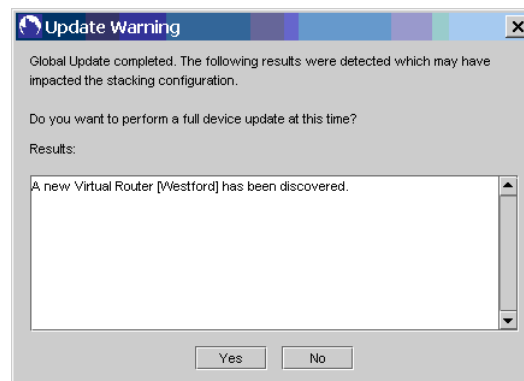 Update Warning
Global Update completed. The following results were detected which may have
impacted the stacking configuration.
Do you want to perform a full device update at this time?
Results:
A new Virtual Router [Westford] has been discovered.
Yes No